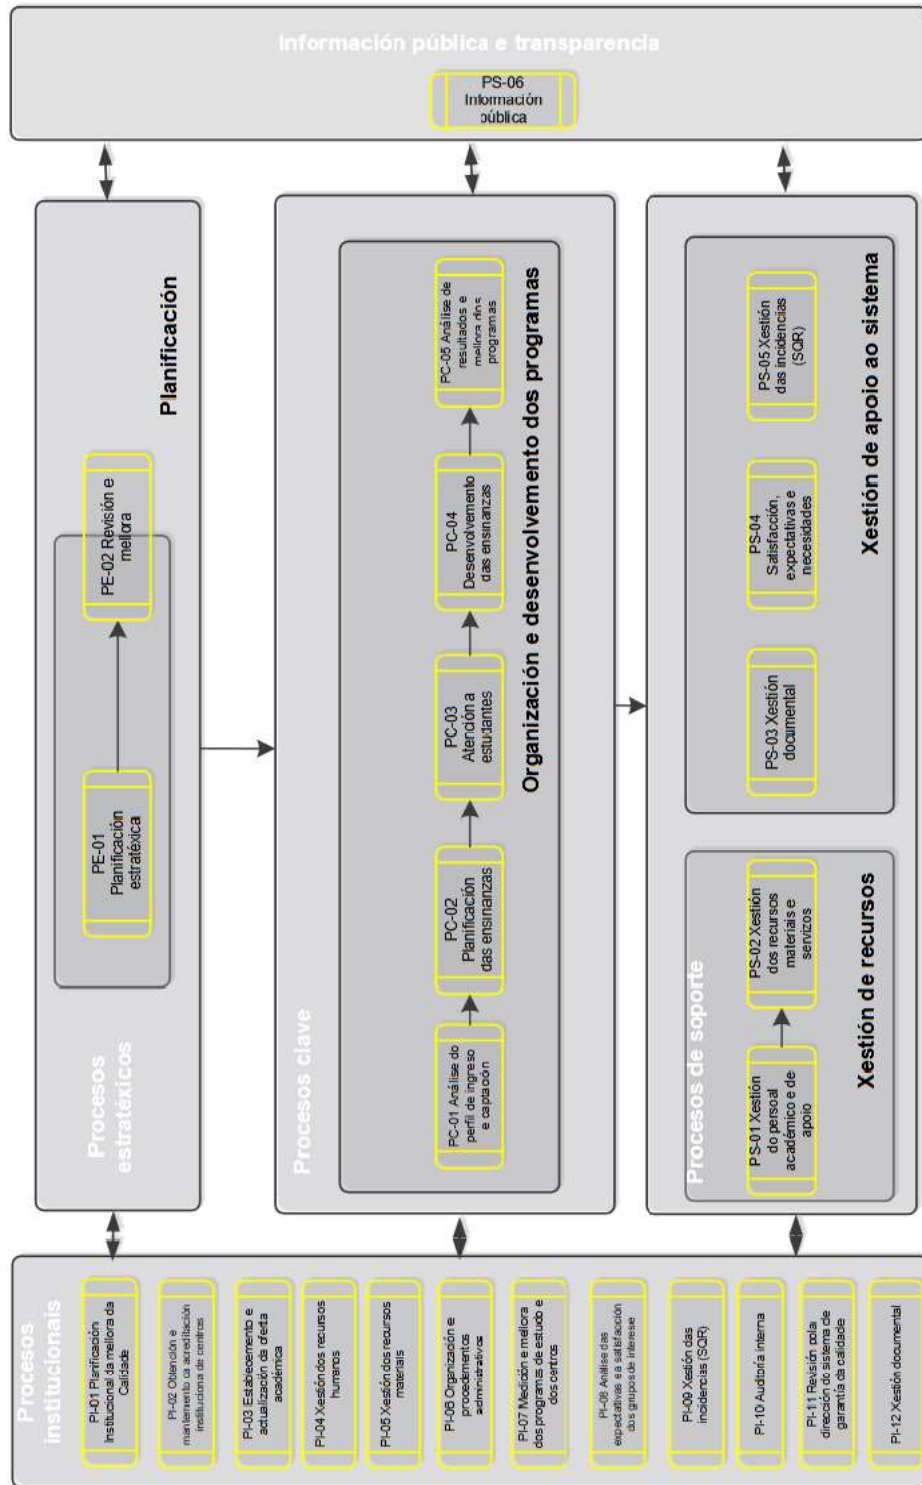 Información pública e transparencia
PS-06
Información
pública
Procesos
estratéxicos
Planificación
PE-01
Planificación
estratéxica
PE-02 Revisión e
mellora
Procesos clave
Organización e desenvolvemento dos programas
PC-01 Análise do
perfil de ingreso
e captación
PC-02
Planificación
das ensinanzas
PC-03
Atención a
estudantes
PC-04
Desenvolvemento
das ensinanzas
PC-05 Análise de
resultados e
mellora dos
programas
Procesos de soporte
Xestión de recursos
PS-01 Xestión
do persoal
académico e de
apoio
PS-02 Xestión
dos recursos
materiais e
servizos
Xestión de apoio ao sistema
PS-03 Xestión
documental
PS-04
Satisfacción,
expectativas e
necesidades
PS-05 Xestión
das incidencias
(SQR)
Procesos
institucionais
PI-01 Planificación
Institucional da mellora da
Calidade
PI-02 Obtención e
mantemento ca acreditación
instituciona de centros
PI-03 Establecemento e
actualización da oferta
académica
PI-04 Xestión dos recursos
humanos
PI-05 Xestión dos recursos
materiais
PI-06 Organización e
procedementos
administrativos
PI-07 Medición e mellora
dos programas de estudo e
dos centros
PI-08 Análise das
expectativas e a satisfacción
dos grupos de interese
PI-09 Xestión das
incidencias (SQR)
PI-10 Auditoría interna
PI-11 Revisión pola
dirección do sistema de
garantía da calidade
PI-12 Xestión documental